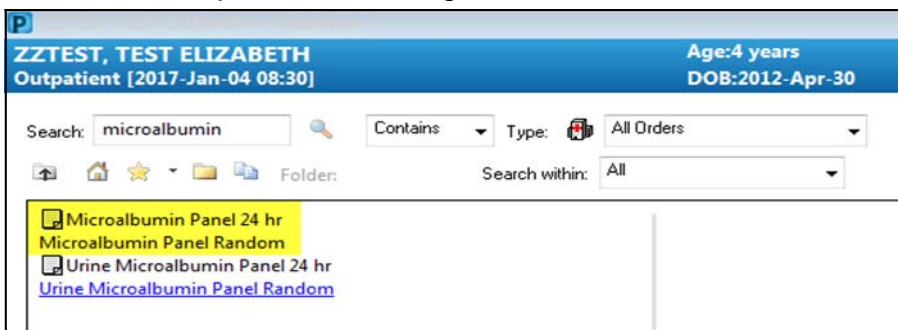 P
ZZTEST, TEST ELIZABETH Age:4 years
Outpatient [2017-Jan-04 08:30] DOB:2012-Apr-30
Search: microalbumin Contains Type: All Orders
Folder: Search within: All
Microalbumin Panel 24 hr
Microalbumin Panel Random
Urine Microalbumin Panel 24 hr
Urine Microalbumin Panel Random